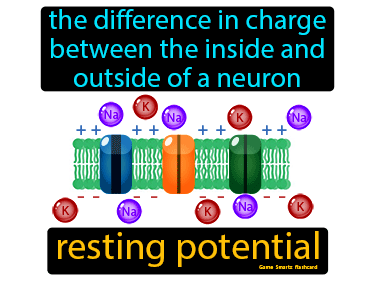 the difference in charge
between the inside and
outside of a neuron
Na K Na K Na
+ + + + + + + +
- - - - - - - -
K Na K Na K
resting potential
Game Smartz flashcard